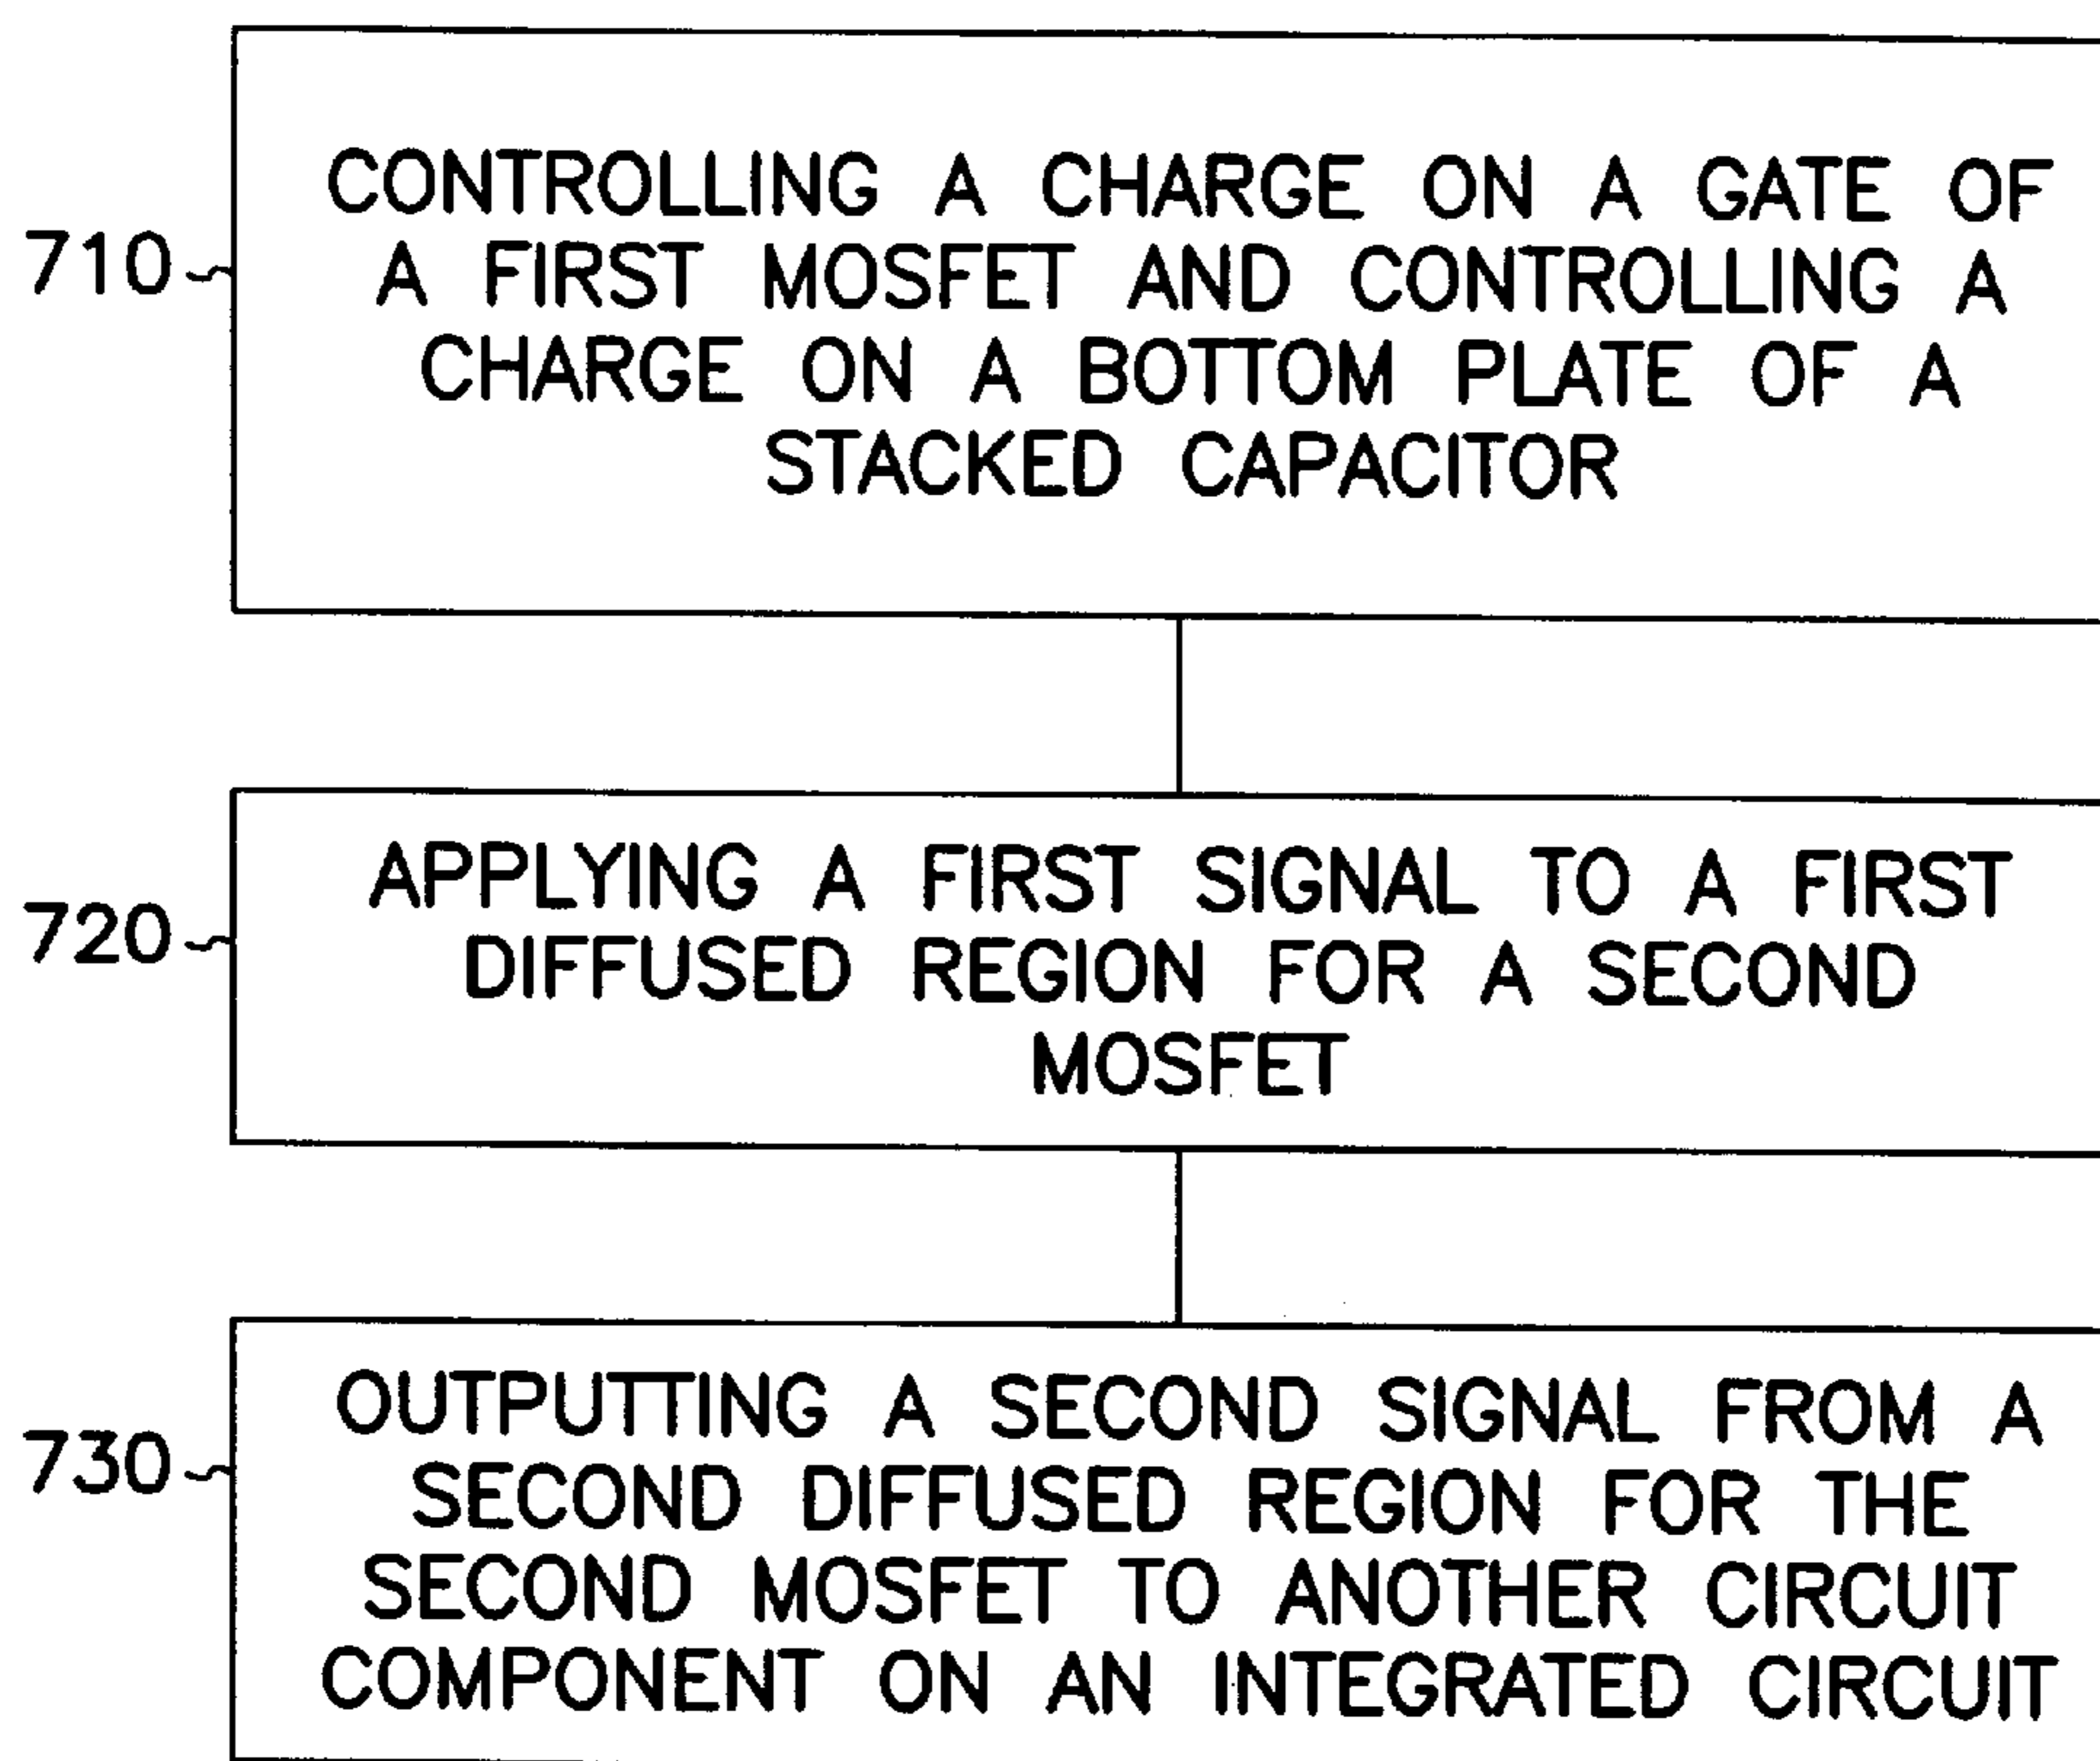 CONTROLLING A CHARGE ON A GATE OF
710 A FIRST MOSFET AND CONTROLLING A
CHARGE ON A BOTTOM PLATE OF A
STACKED CAPACITOR
APPLYING A FIRST SIGNAL TO A FIRST
720 DIFFUSED REGION FOR A SECOND
MOSFET
OUTPUTTING A SECOND SIGNAL FROM A
730 SECOND DIFFUSED REGION FOR THE
SECOND MOSFET TO ANOTHER CIRCUIT
COMPONENT ON AN INTEGRATED CIRCUIT